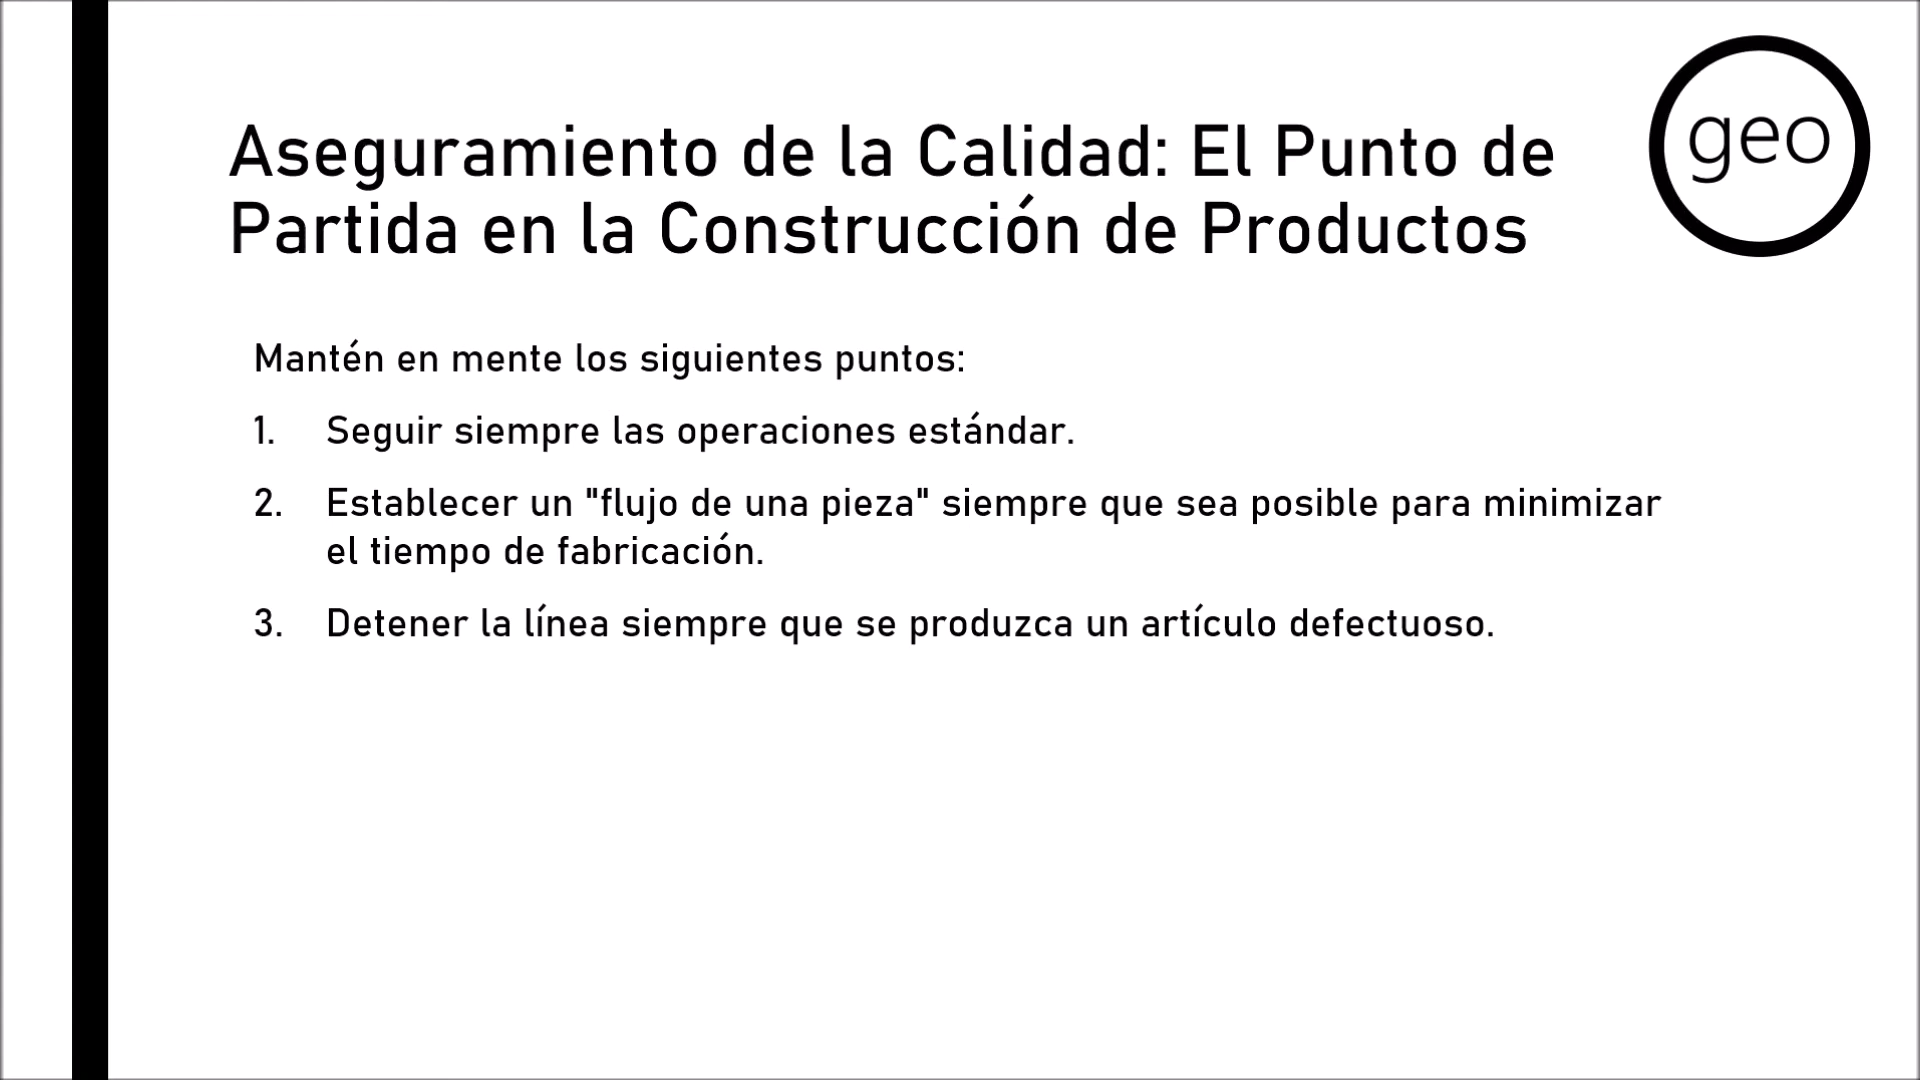 Aseguramiento de la Calidad: El Punto de
Partida en la Construcción de Productos
geo
Mantén en mente los siguientes puntos:
1. Seguir siempre las operaciones estándar.
2. Establecer un "flujo de una pieza" siempre que sea posible para minimizar
el tiempo de fabricación.
3. Detener la línea siempre que se produzca un artículo defectuoso.